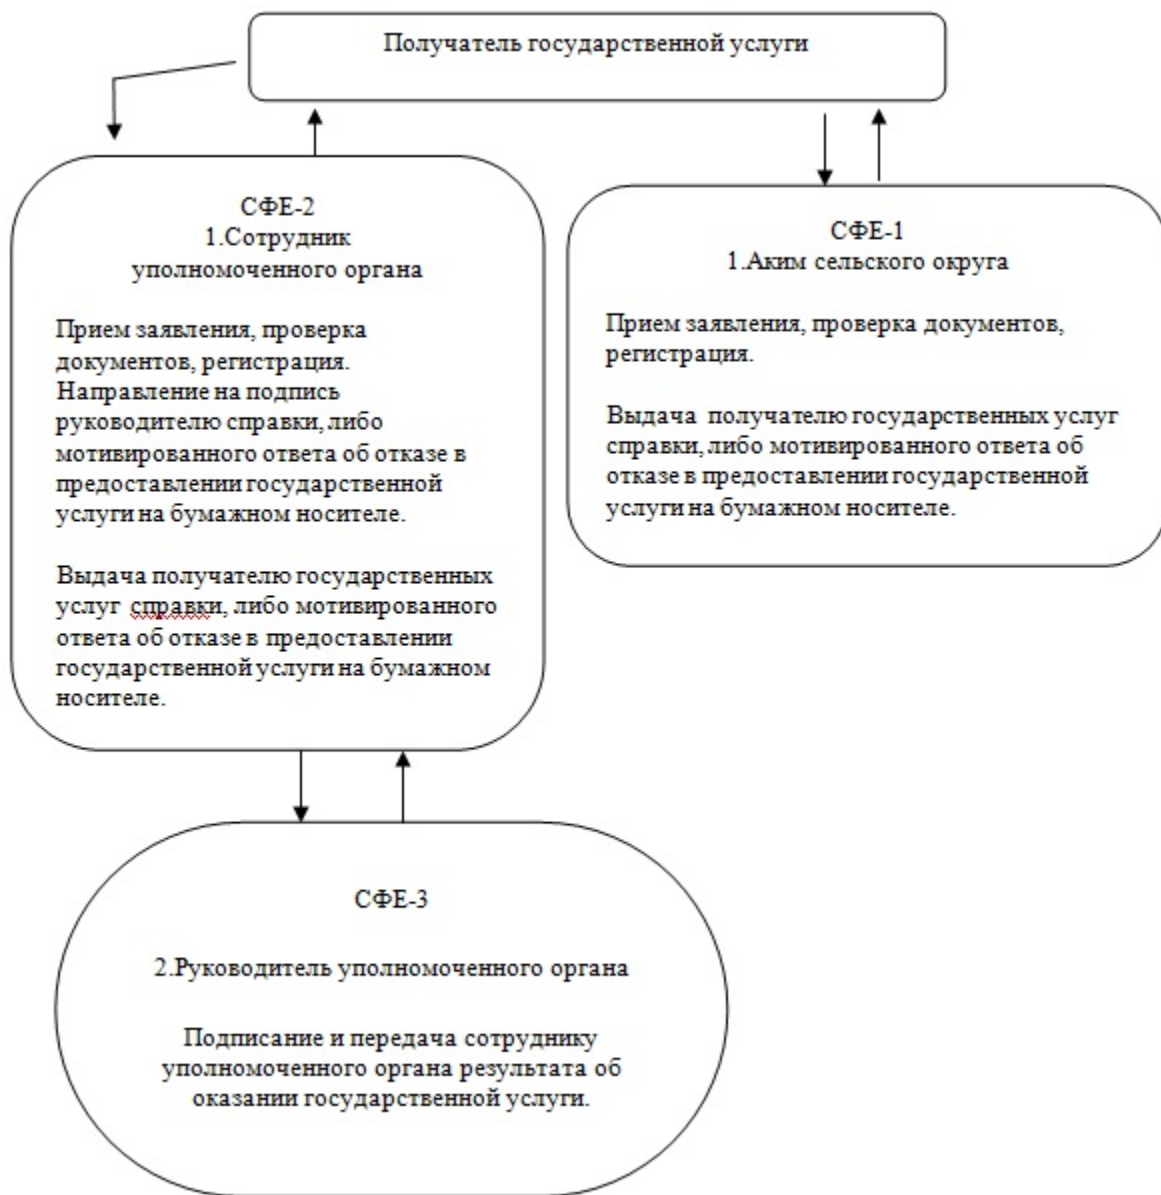 Получатель государственной услуги
СФЕ-2
1.Сотрудник
уполномоченного органа
Прием заявления, проверка
документов, регистрация.
Направление на подпись
руководителю справки, либо
мотивированного ответа об отказе в
предоставлении государственной
услуги на бумажном носителе.
Выдача получателю государственных
услуг справки, либо мотивированного
ответа об отказе в предоставлении
государственной услуги на бумажном
носителе.
СФЕ-1
1.Аким сельского округа
Прием заявления, проверка документов,
регистрация.
Выдача получателю государственных услуг
справки, либо мотивированного ответа об
отказе в предоставлении государственной
услуги на бумажном носителе.
СФЕ-3
2.Руководитель уполномоченного органа
Подписание и передача сотруднику
уполномоченного органа результата об
оказании государственной услуги.